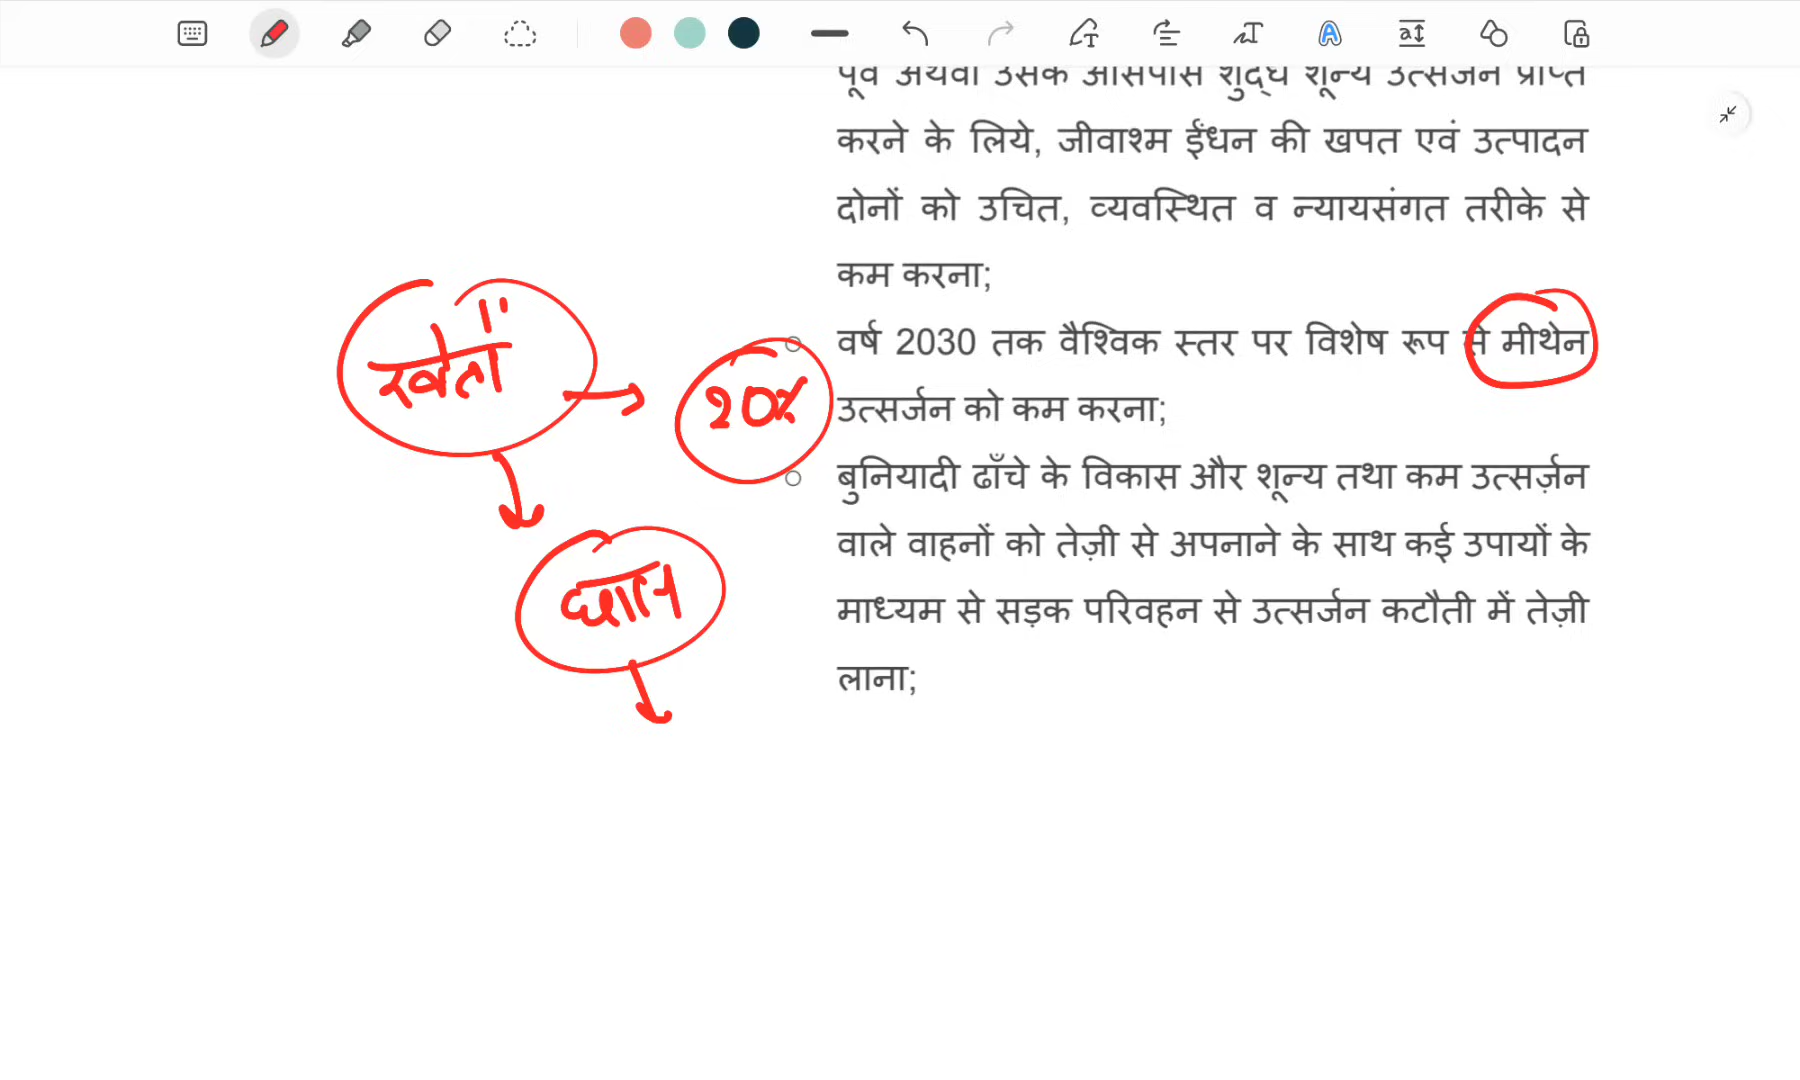 पूर्व अथवा उसके आसपास शुद्ध शून्य उत्सर्जन प्राप्त
करने के लिये, जीवाश्म ईंधन की खपत एवं उत्पादन
दोनों को उचित, व्यवस्थित व न्यायसंगत तरीके से
कम करना;
वर्ष 2030 तक वैश्विक स्तर पर विशेष रूप से मीथेन
उत्सर्जन को कम करना;
बुनियादी ढाँचे के विकास और शून्य तथा कम उत्सर्ज़न
वाले वाहनों को तेज़ी से अपनाने के साथ कई उपायों के
माध्यम से सड़क परिवहन से उत्सर्जन कटौती में तेज़ी
लाना;
20%